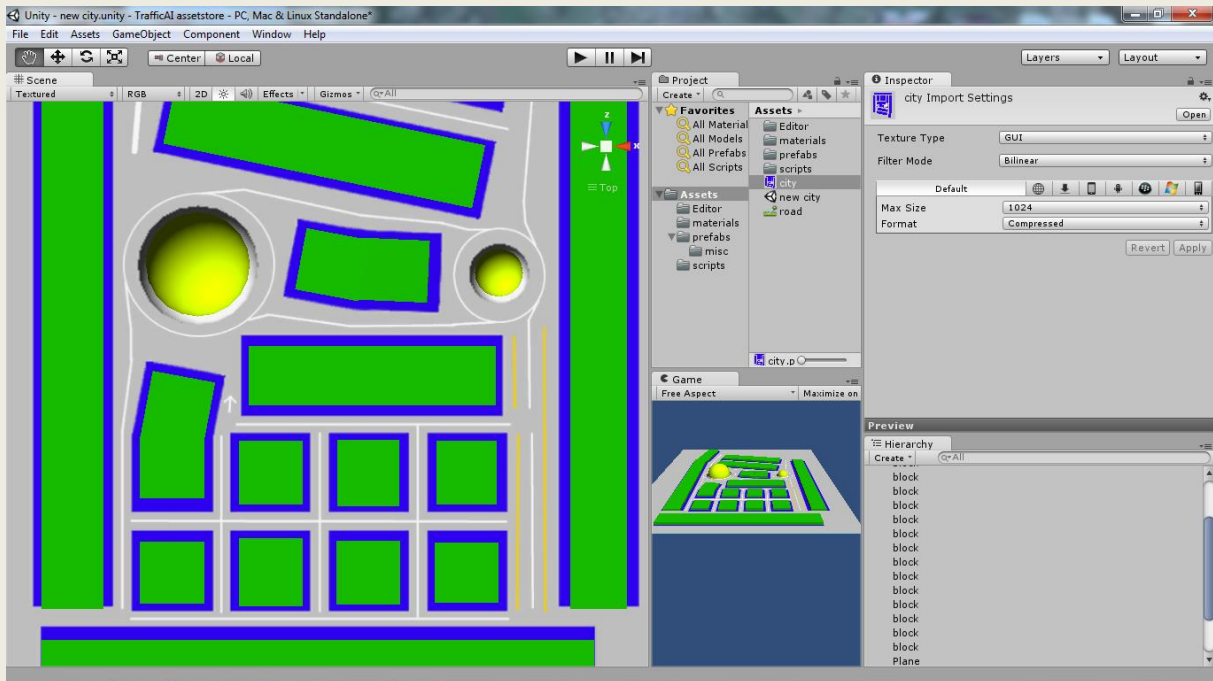 Unity - new city.unity - TrafficAI assetstore - PC, Mac & Linux Standalone*
File Edit Assets GameObject Component Window Help
Center Local
Layers Layout
Scene
Textured RGB 2D Effects Gizmos All
z
x
Top
Project
Create
Favorites
All Material
All Models
All Prefabs
All Scripts
Assets
Editor
materials
prefabs
misc
scripts
Assets
Editor
materials
prefabs
scripts
city
new city
road
city.p
Game
Free Aspect Maximize on
Inspector
city Import Settings
Open
Texture Type GUI
Filter Mode Bilinear
Default
Max Size 1024
Format Compressed
Revert Apply
Preview
Hierarchy
Create All
block
block
block
block
block
block
block
block
block
block
block
block
block
block
Plane